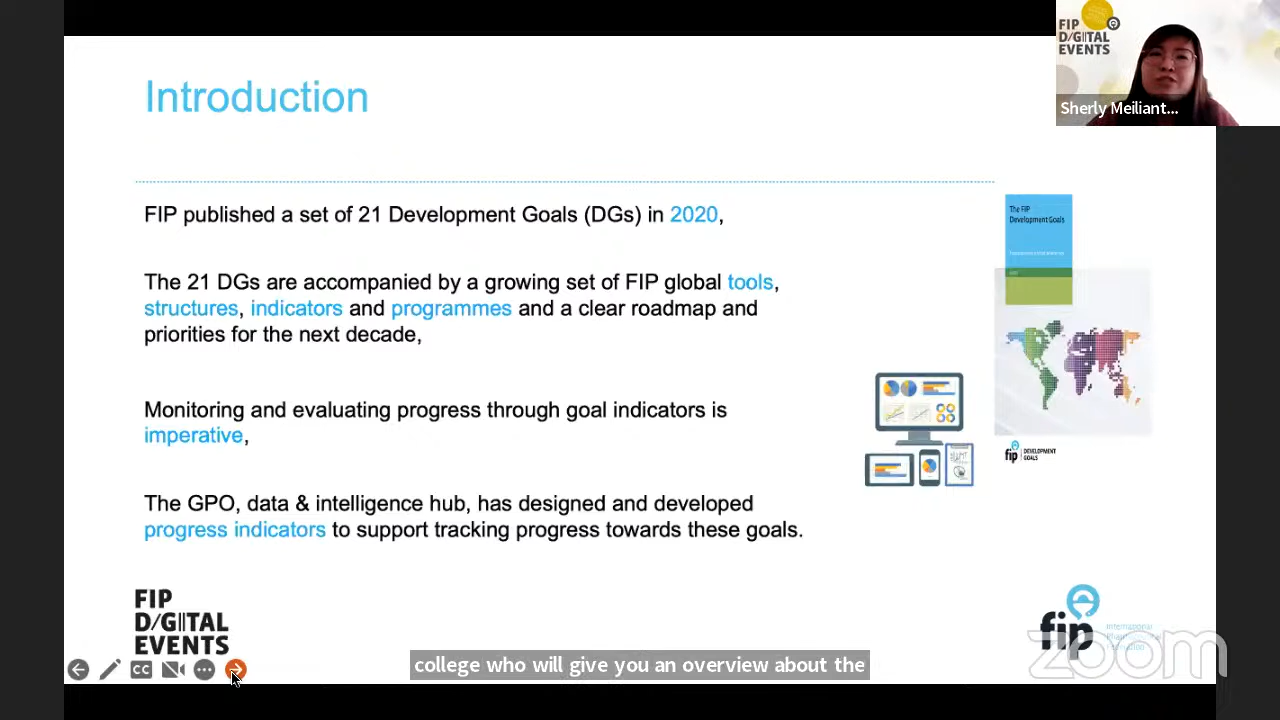 FIP
D/GITAL
EVENTS
Sherly Meiliant...
Introduction
FIP published a set of 21 Development Goals (DGs) in 2020,
The 21 DGs are accompanied by a growing set of FIP global tools,
structures, indicators and programmes and a clear roadmap and
priorities for the next decade,
Monitoring and evaluating progress through goal indicators is
imperative,
The GPO, data & intelligence hub, has designed and developed
progress indicators to support tracking progress towards these goals.
The FIP
Development Goals
fip
DEVELOPMENT
GOALS
FIP
D/GITAL
EVENTS
fip
International
zoom
CC
college who will give you an overview about the